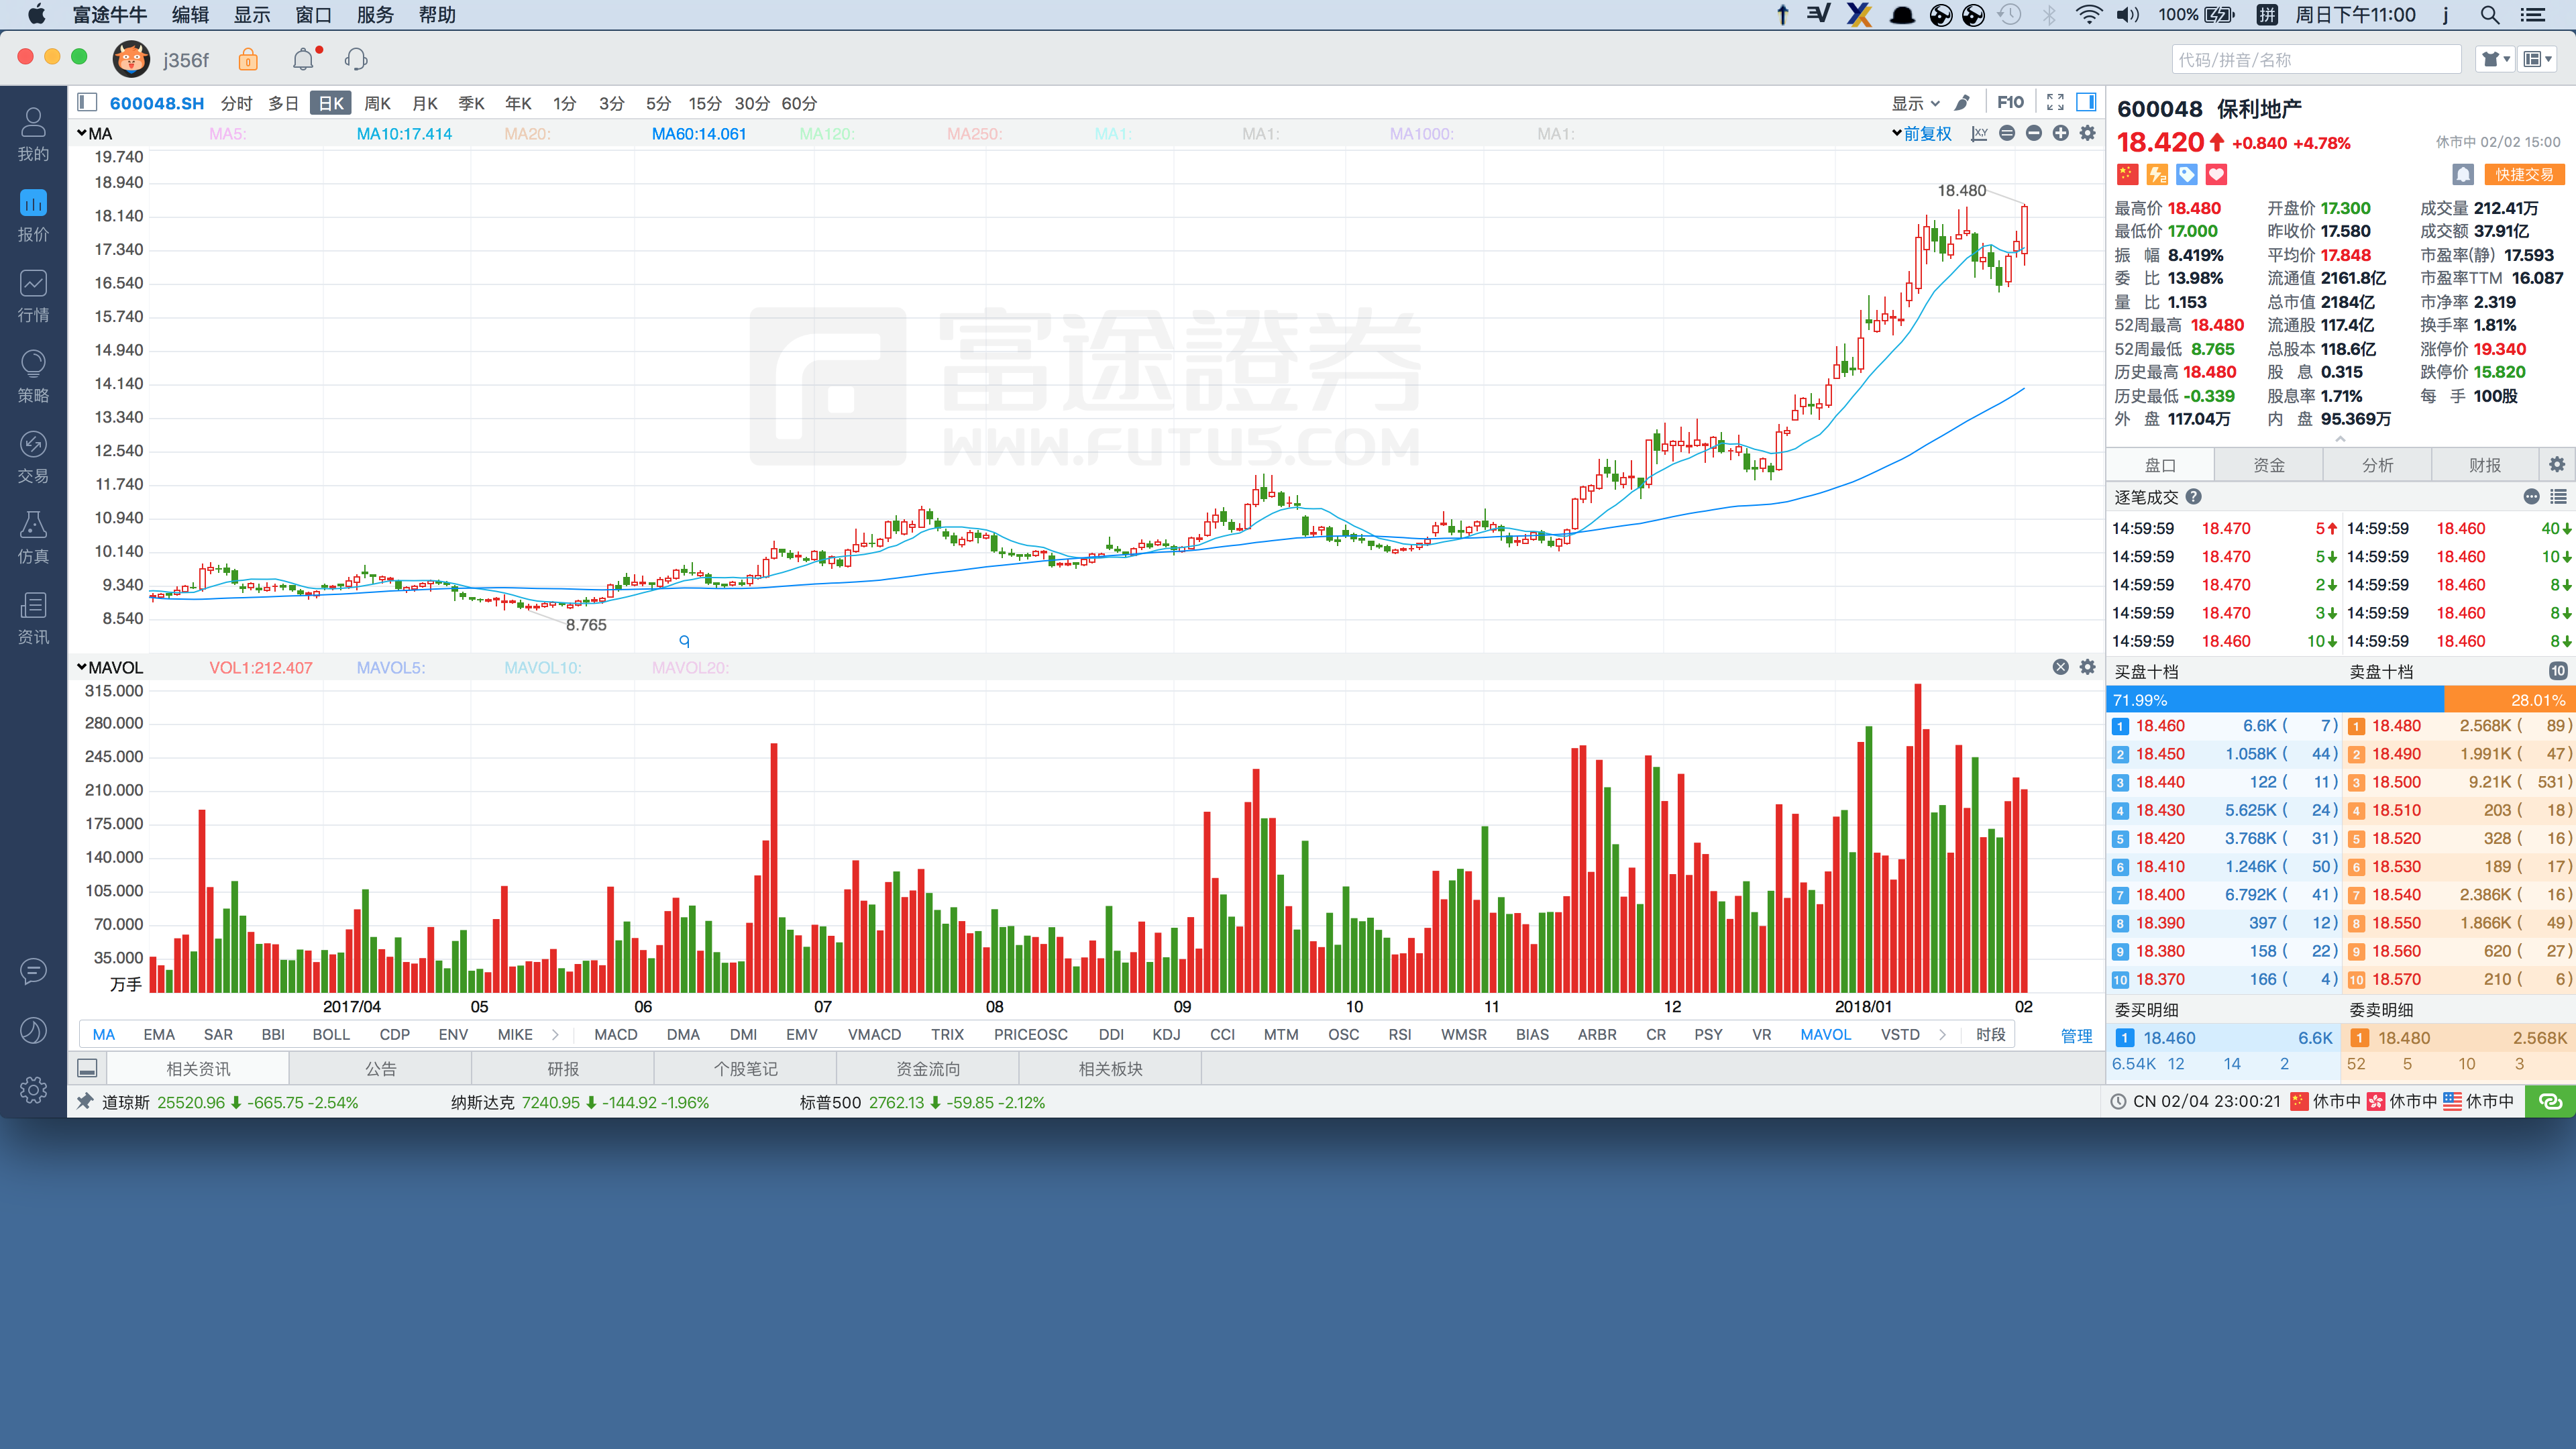 富途牛牛 编辑 显示 窗口 服务 帮助 100% 拼 周日下午11:00 j
j356f 代码/拼音/名称
我的
报价
行情
策略
交易
仿真
资讯
600048.SH 分时 多日 日K 周K 月K 季K 年K 1分 3分 5分 15分 30分 60分 显示 F10
MA MA5: MA10:17.414 MA20: MA60:14.061 MA120: MA250: MA1: MA1: MA1000: MA1: 前复权
19.740
18.940
18.140
17.340
16.540
15.740
14.940
14.140
13.340
12.540
11.740
10.940
10.140
9.340
8.540
18.480
8.765
富途證券
WWW.FUTU5.COM
MAVOL VOL1:212.407 MAVOL5: MAVOL10: MAVOL20:
315.000
280.000
245.000
210.000
175.000
140.000
105.000
70.000
35.000
万手
2017/04 05 06 07 08 09 10 11 12 2018/01 02
MA EMA SAR BBI BOLL CDP ENV MIKE MACD DMA DMI EMV VMACD TRIX PRICEOSC DDI KDJ CCI MTM OSC RSI WMSR BIAS ARBR CR PSY VR MAVOL VSTD 时段 管理
相关资讯 公告 研报 个股笔记 资金流向 相关板块
道琼斯 25520.96 -665.75 -2.54% 纳斯达克 7240.95 -144.92 -1.96% 标普500 2762.13 -59.85 -2.12%
600048 保利地产
18.420 +0.840 +4.78% 休市中 02/02 15:00
快捷交易
最高价 18.480 开盘价 17.300 成交量 212.41万
最低价 17.000 昨收价 17.580 成交额 37.91亿
振 幅 8.419% 平均价 17.848 市盈率(静) 17.593
委 比 13.98% 流通值 2161.8亿 市盈率TTM 16.087
量 比 1.153 总市值 2184亿 市净率 2.319
52周最高 18.480 流通股 117.4亿 换手率 1.81%
52周最低 8.765 总股本 118.6亿 涨停价 19.340
历史最高 18.480 股 息 0.315 跌停价 15.820
历史最低 -0.339 股息率 1.71% 每 手 100股
外 盘 117.04万 内 盘 95.369万
盘口 资金 分析 财报
逐笔成交
14:59:59 18.470 5 14:59:59 18.460 40
14:59:59 18.470 5 14:59:59 18.460 10
14:59:59 18.470 2 14:59:59 18.460 8
14:59:59 18.470 3 14:59:59 18.460 8
14:59:59 18.460 10 14:59:59 18.460 8
买盘十档 卖盘十档 10
71.99% 28.01%
1 18.460 6.6K ( 7) 1 18.480 2.568K ( 89)
2 18.450 1.058K ( 44) 2 18.490 1.991K ( 47)
3 18.440 122 ( 11) 3 18.500 9.21K ( 531)
4 18.430 5.625K ( 24) 4 18.510 203 ( 18)
5 18.420 3.768K ( 31) 5 18.520 328 ( 16)
6 18.410 1.246K ( 50) 6 18.530 189 ( 17)
7 18.400 6.792K ( 41) 7 18.540 2.386K ( 16)
8 18.390 397 ( 12) 8 18.550 1.866K ( 49)
9 18.380 158 ( 22) 9 18.560 620 ( 27)
10 18.370 166 ( 4) 10 18.570 210 ( 6)
委买明细 委卖明细
1 18.460 6.6K 1 18.480 2.568K
6.54K 12 14 2 52 5 10 3
CN 02/04 23:00:21 休市中 休市中 休市中